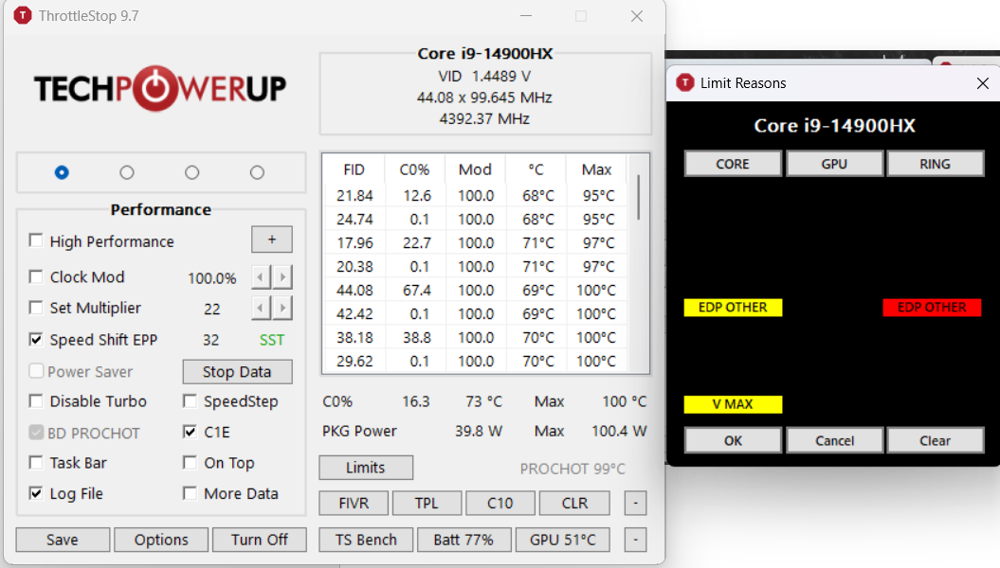 ThrottleStop 9.7
TECHPOWERUP
Core i9-14900HX
VID 1.4489 V
44.08 x 99.645 MHz
4392.37 MHz
Performance
High Performance +
Clock Mod 100.0%
Set Multiplier 22
Speed Shift EPP 32 SST
Power Saver Stop Data
Disable Turbo SpeedStep
BD PROCHOT C1E
Task Bar On Top
Log File More Data
Save Options Turn Off
FID C0% Mod °C Max
21.84 12.6 100.0 68°C 95°C
24.74 0.1 100.0 68°C 95°C
17.96 22.7 100.0 71°C 97°C
20.38 0.1 100.0 71°C 97°C
44.08 67.4 100.0 69°C 100°C
42.42 0.1 100.0 69°C 100°C
38.18 38.8 100.0 70°C 100°C
29.62 0.1 100.0 70°C 100°C
C0% 16.3 73 °C Max 100 °C
PKG Power 39.8 W Max 100.4 W
Limits PROCHOT 99°C
FIVR TPL C10 CLR -
TS Bench Batt 77% GPU 51°C -
Limit Reasons
Core i9-14900HX
CORE GPU RING
EDP OTHER EDP OTHER
V MAX
OK Cancel Clear